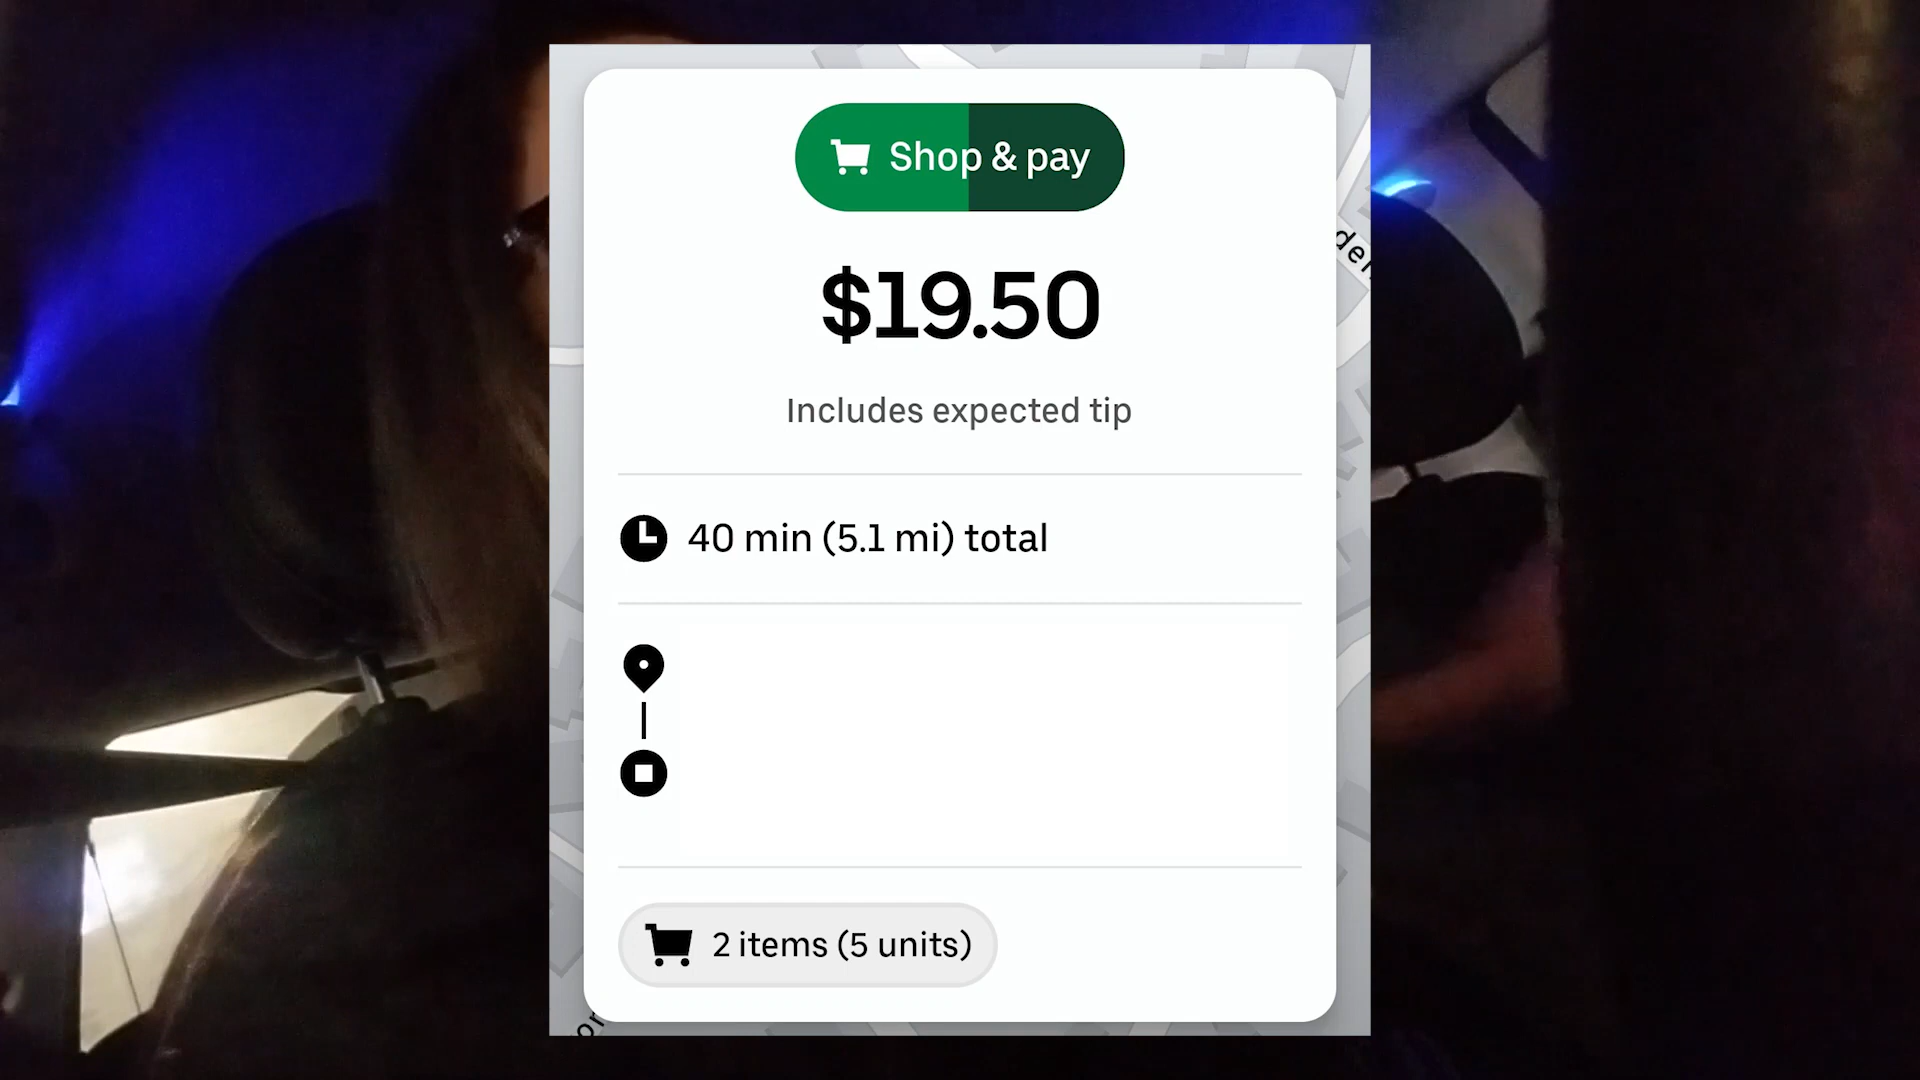 Shop & pay
$19.50
Includes expected tip
40 min (5.1 mi) total
2 items (5 units)